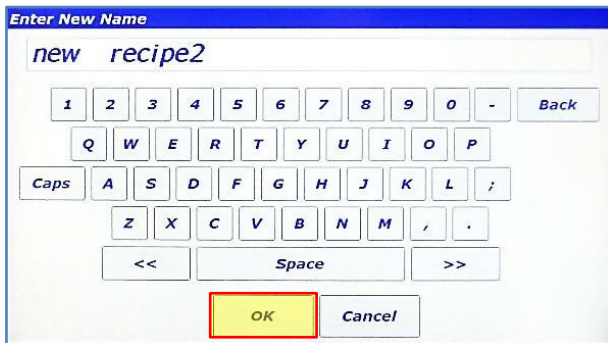 Enter New Name
new recipe2
1 2 3 4 5 6 7 8 9 0 - Back
Q W E R T Y U I O P
Caps A S D F G H J K L ;
Z X C V B N M , .
<< Space >>
OK Cancel